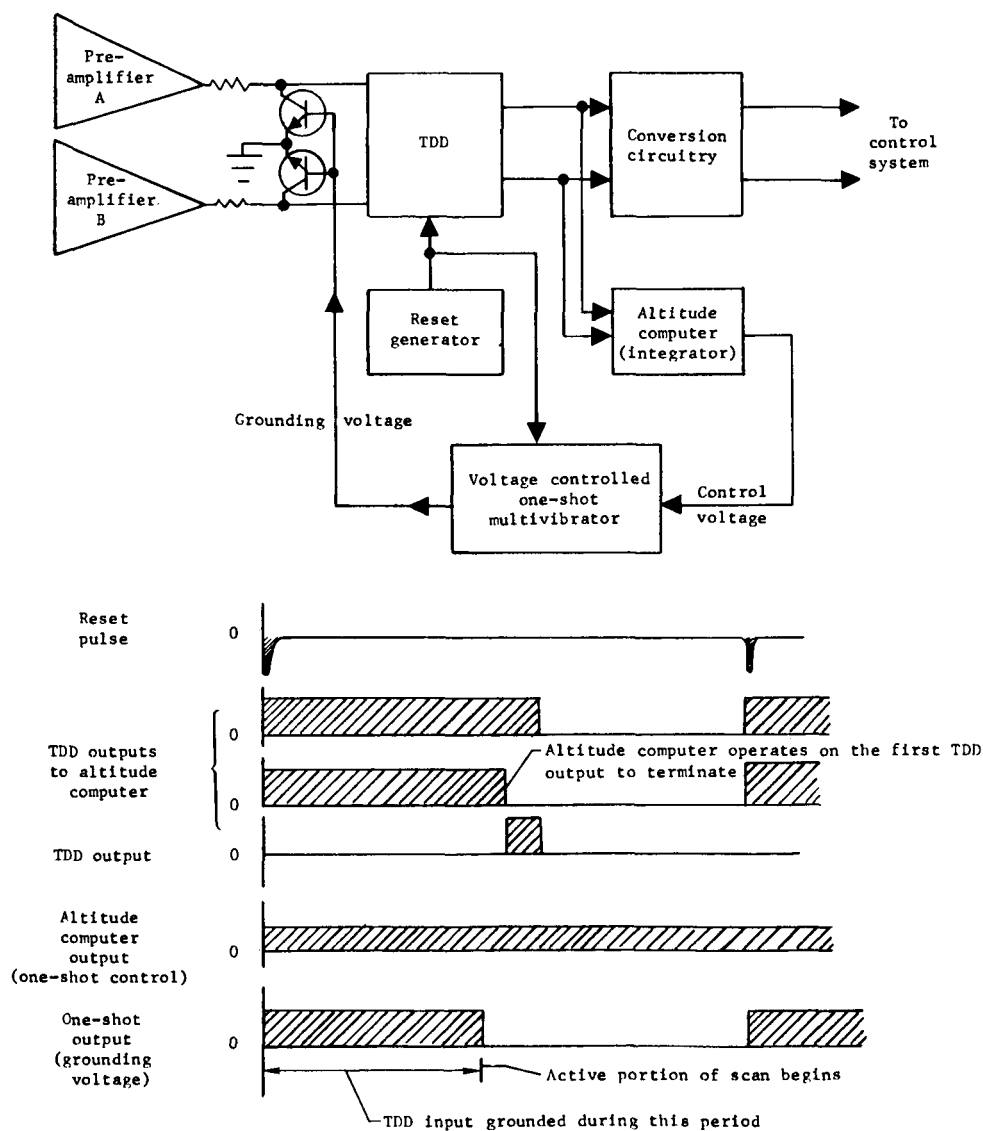 Pre-
amplifier
A
Pre-
amplifier
B
TDD
Conversion
circuitry
To
control
system
Reset
generator
Altitude
computer
(integrator)
Grounding voltage
Voltage controlled
one-shot
multivibrator
Control
voltage
Reset
pulse
0
TDD outputs
to altitude
computer
0
Altitude computer operates on the first TDD
output to terminate
0
TDD output
0
Altitude
computer
output
(one-shot control)
0
One-shot
output
(grounding
voltage)
0
Active portion of scan begins
TDD input grounded during this period